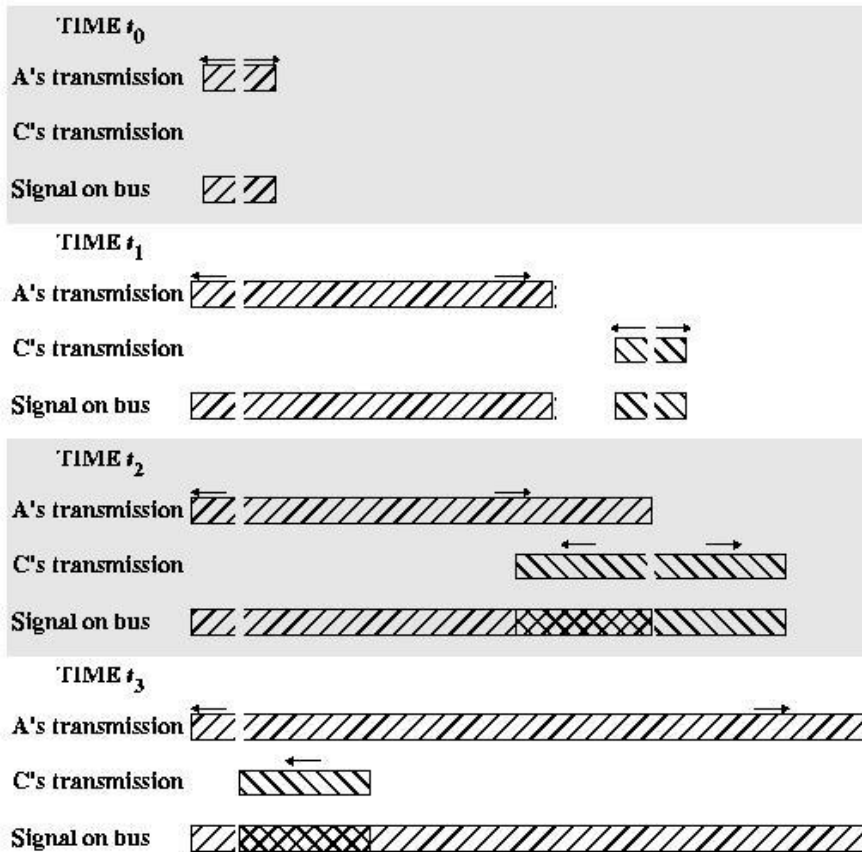 TIME t0
A's transmission
C's transmission
Signal on bus
TIME t1
A's transmission
C's transmission
Signal on bus
TIME t2
A's transmission
C's transmission
Signal on bus
TIME t3
A's transmission
C's transmission
Signal on bus